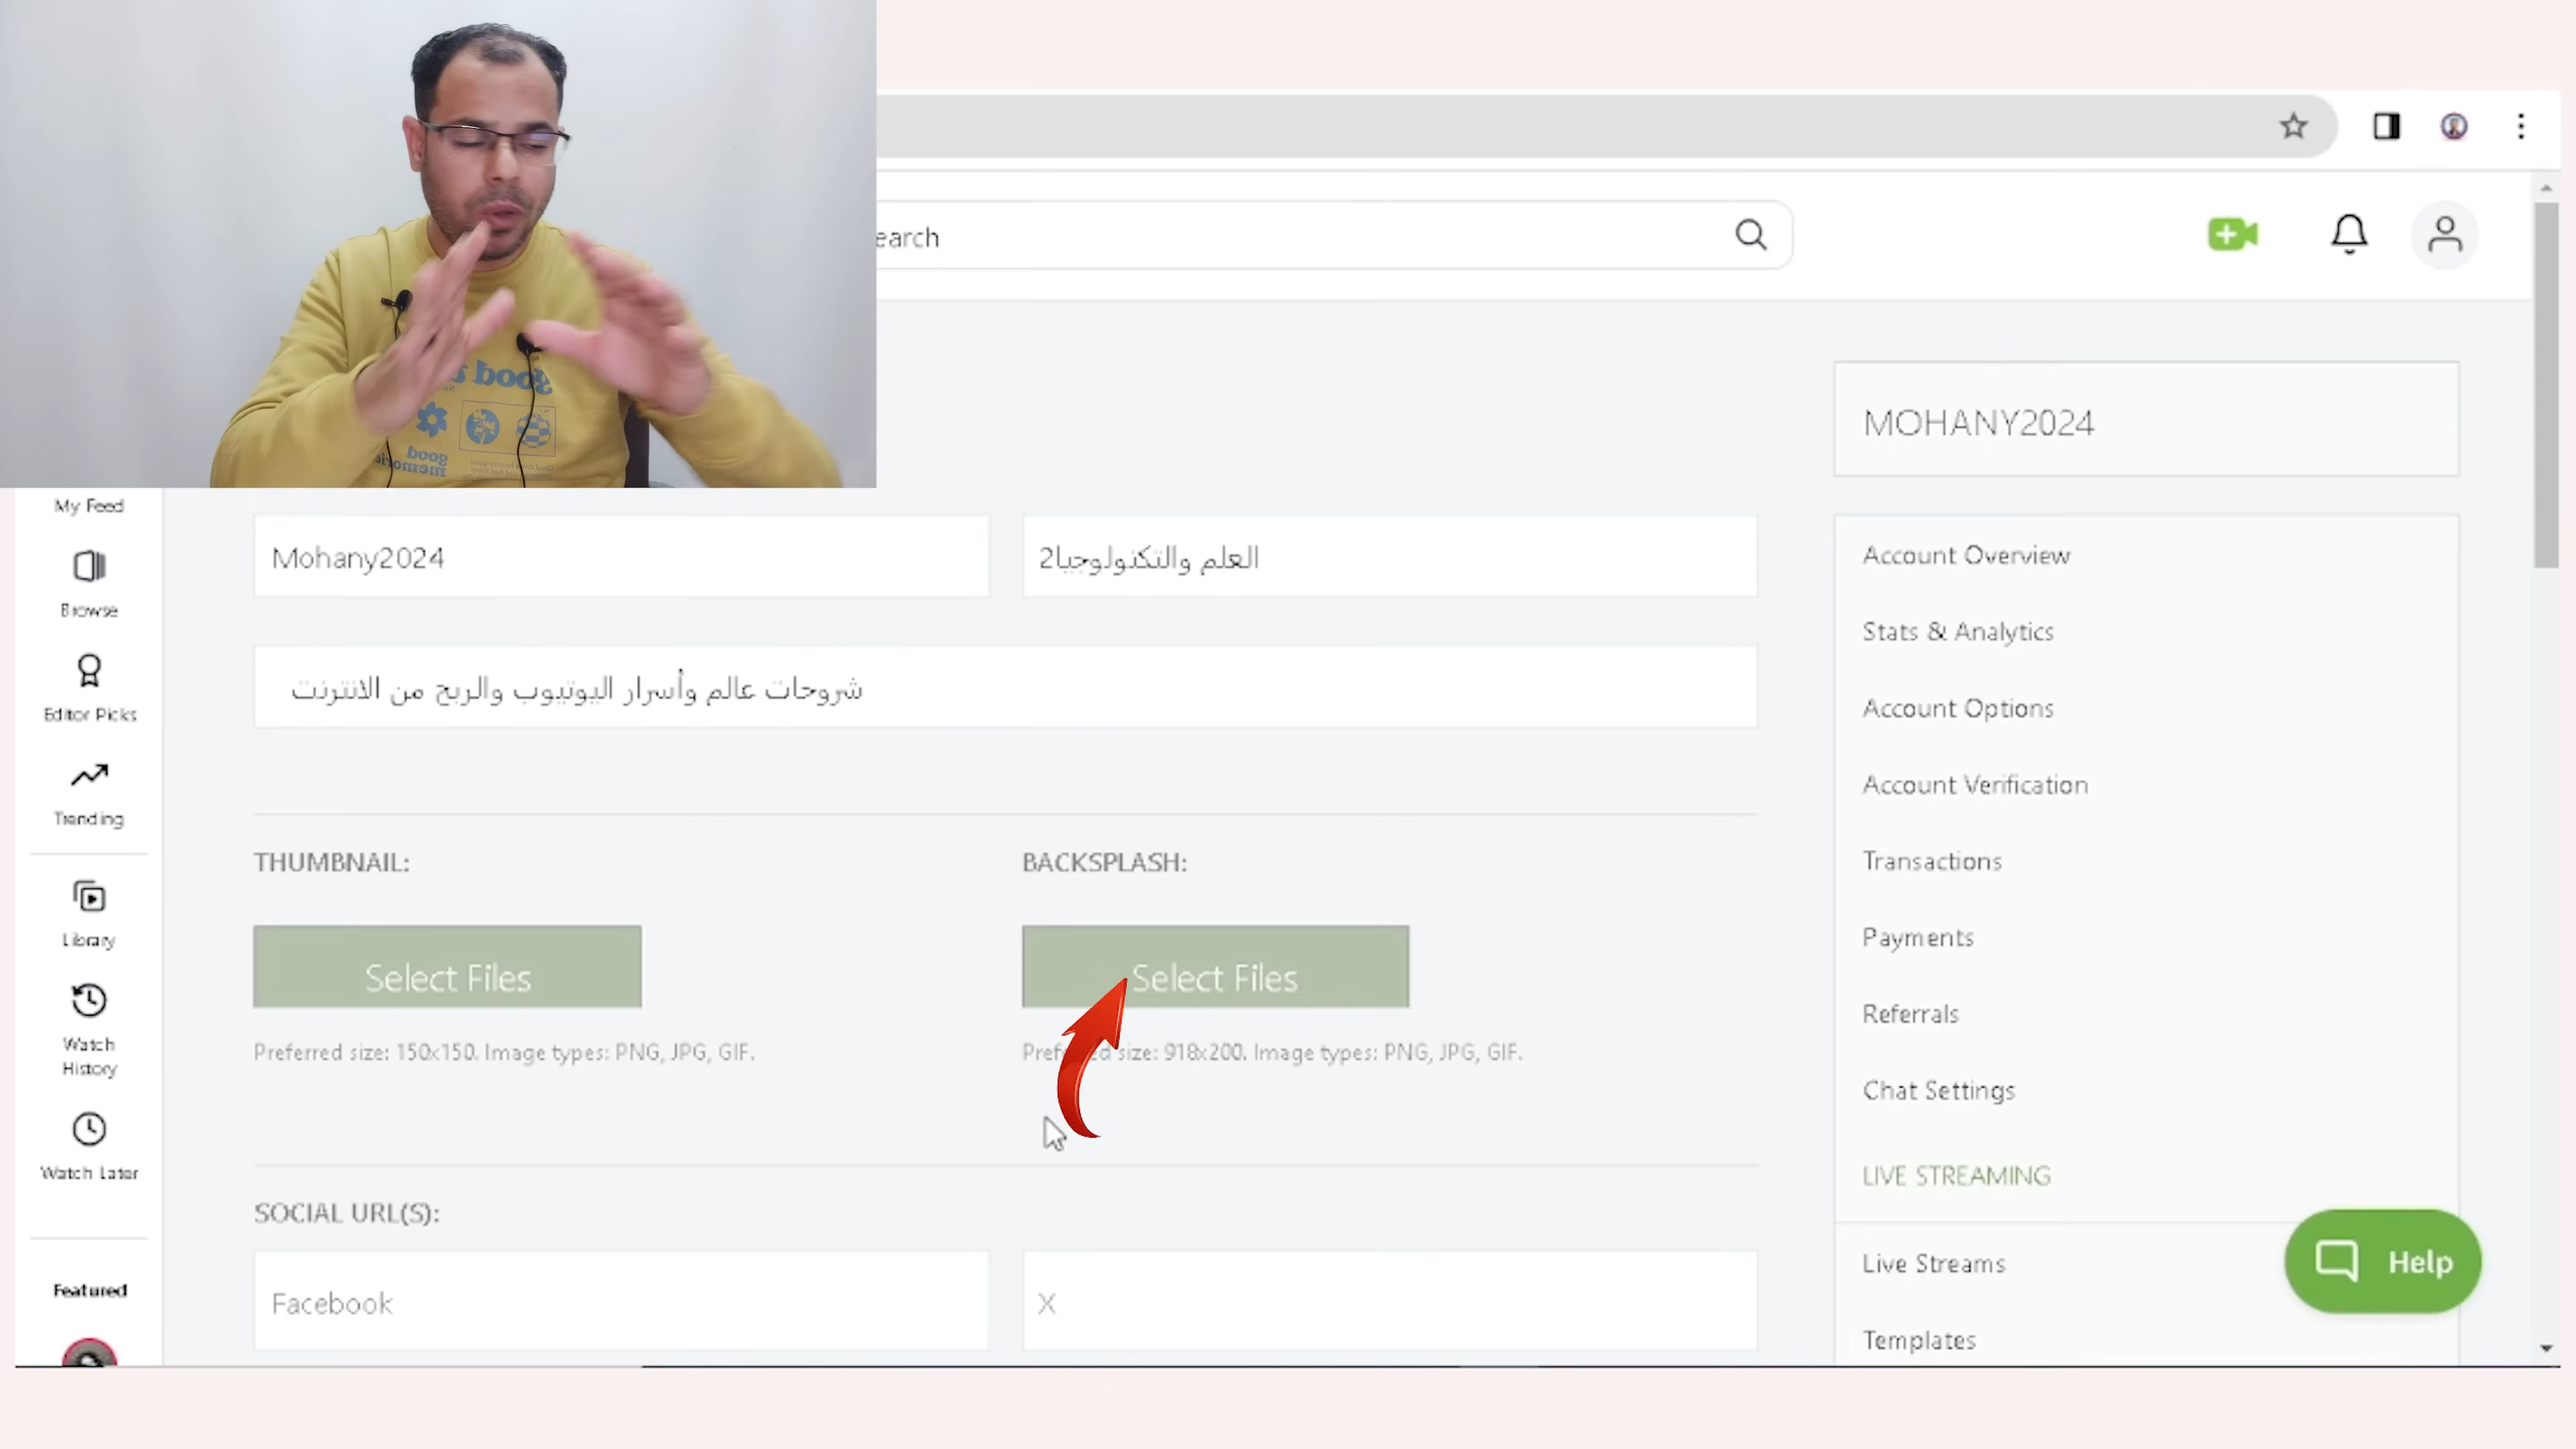 earch
MOHANY2024
My Feed
Browse
Editor Picks
Trending
Library
Watch History
Watch Later
Featured
Mohany2024
العلم والتكنولوجيا2
شروحات عالم وأسرار اليوتيوب والربح من الانترنت
THUMBNAIL:
BACKSPLASH:
Select Files
Select Files
Preferred size: 150x150. Image types: PNG, JPG, GIF.
size: 918x200. Image types: PNG, JPG, GIF.
SOCIAL URL(S):
Facebook
X
Account Overview
Stats & Analytics
Account Options
Account Verification
Transactions
Payments
Referrals
Chat Settings
LIVE STREAMING
Live Streams
Templates
Help
good
good